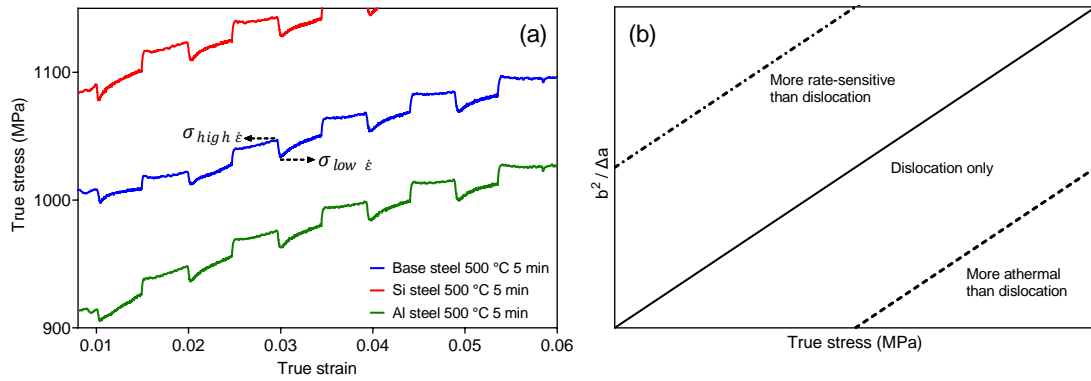 (a)
True stress (MPa)
1100
1000
900
σ high ε̇
σ low ε̇
Base steel 500 °C 5 min
Si steel 500 °C 5 min
Al steel 500 °C 5 min
0.01 0.02 0.03 0.04 0.05 0.06
True strain
(b)
b² / Δa
More rate-sensitive
than dislocation
Dislocation only
More athermal
than dislocation
True stress (MPa)